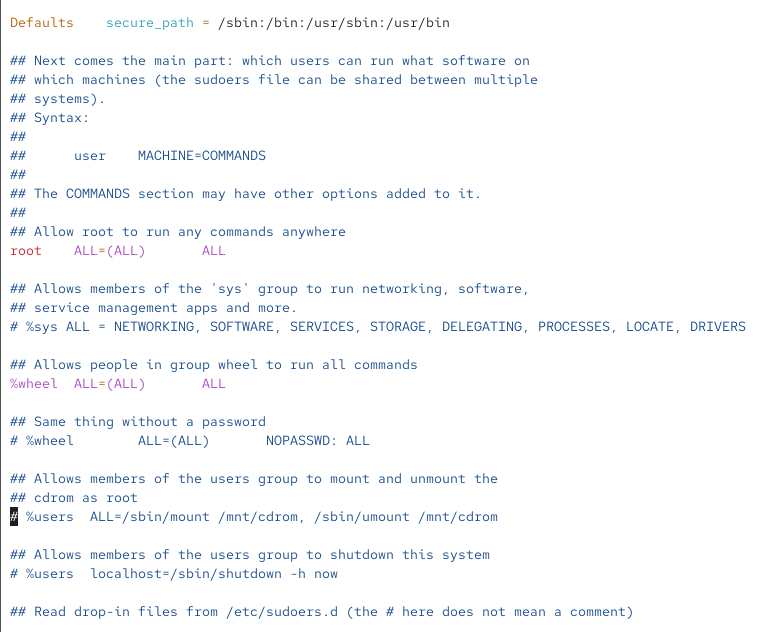 Defaults    secure_path = /sbin:/bin:/usr/sbin:/usr/bin
## Next comes the main part: which users can run what software on
## which machines (the sudoers file can be shared between multiple
## systems).
## Syntax:
##
##      user    MACHINE=COMMANDS
##
## The COMMANDS section may have other options added to it.
##
## Allow root to run any commands anywhere
root    ALL=(ALL)       ALL
## Allows members of the 'sys' group to run networking, software,
## service management apps and more.
# %sys ALL = NETWORKING, SOFTWARE, SERVICES, STORAGE, DELEGATING, PROCESSES, LOCATE, DRIVERS
## Allows people in group wheel to run all commands
%wheel  ALL=(ALL)       ALL
## Same thing without a password
# %wheel        ALL=(ALL)       NOPASSWD: ALL
## Allows members of the users group to mount and unmount the
## cdrom as root
# %users  ALL=/sbin/mount /mnt/cdrom, /sbin/umount /mnt/cdrom
## Allows members of the users group to shutdown this system
# %users  localhost=/sbin/shutdown -h now
## Read drop-in files from /etc/sudoers.d (the # here does not mean a comment)